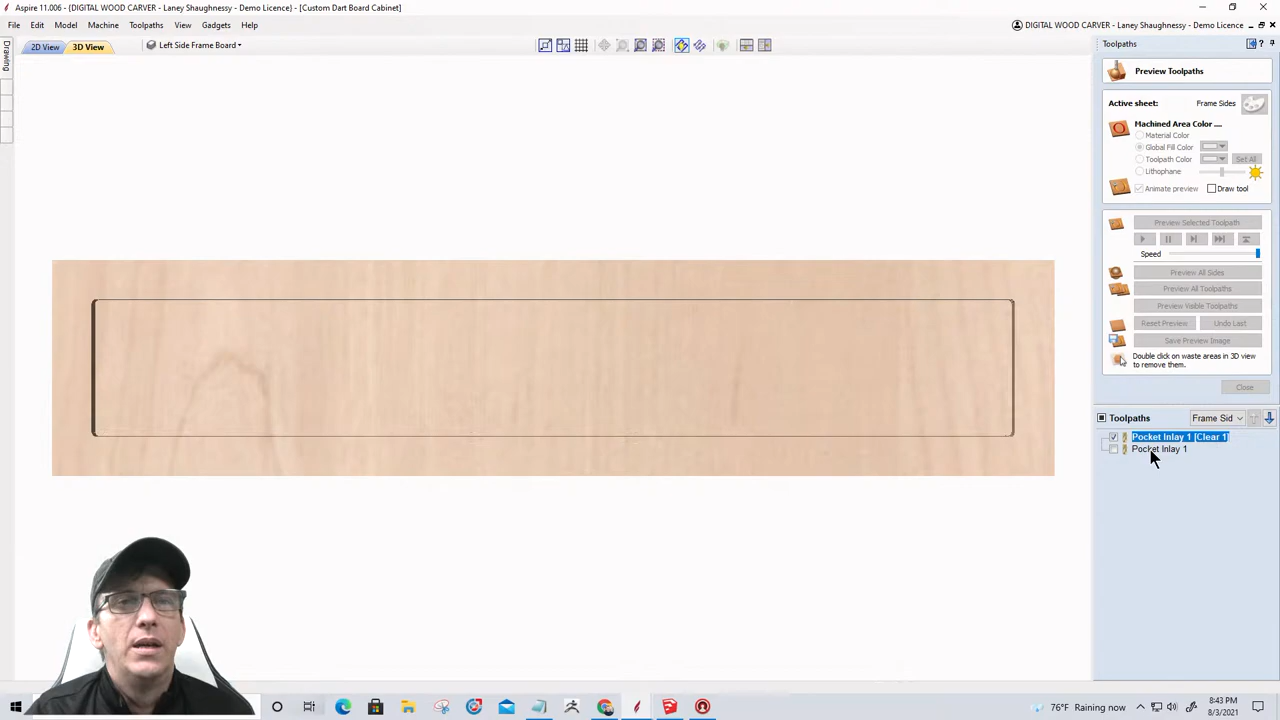 Aspire 11.006 - {DIGITAL WOOD CARVER - Laney Shaughnessy - Demo Licence} - [Custom Dart Board Cabinet]
File Edit Model Machine Toolpaths View Gadgets Help
DIGITAL WOOD CARVER - Laney Shaughnessy - Demo Licence
2D View 3D View Left Side Frame Board
Drawing
Toolpaths
Preview Toolpaths
Active sheet: Frame Sides
Machined Area Color ....
Material Color
Global Fill Color
Toolpath Color Set All
Lithophane
Animate preview Draw tool
Preview Selected Toolpath
Speed
Preview All Sides
Preview All Toolpaths
Preview Visible Toolpaths
Reset Preview Undo Last
Save Preview Image
Double click on waste areas in 3D view
to remove them.
Close
Toolpaths Frame Sid
Pocket Inlay 1 [Clear 1]
Pocket Inlay 1
76°F Raining now
8:43 PM
8/3/2021